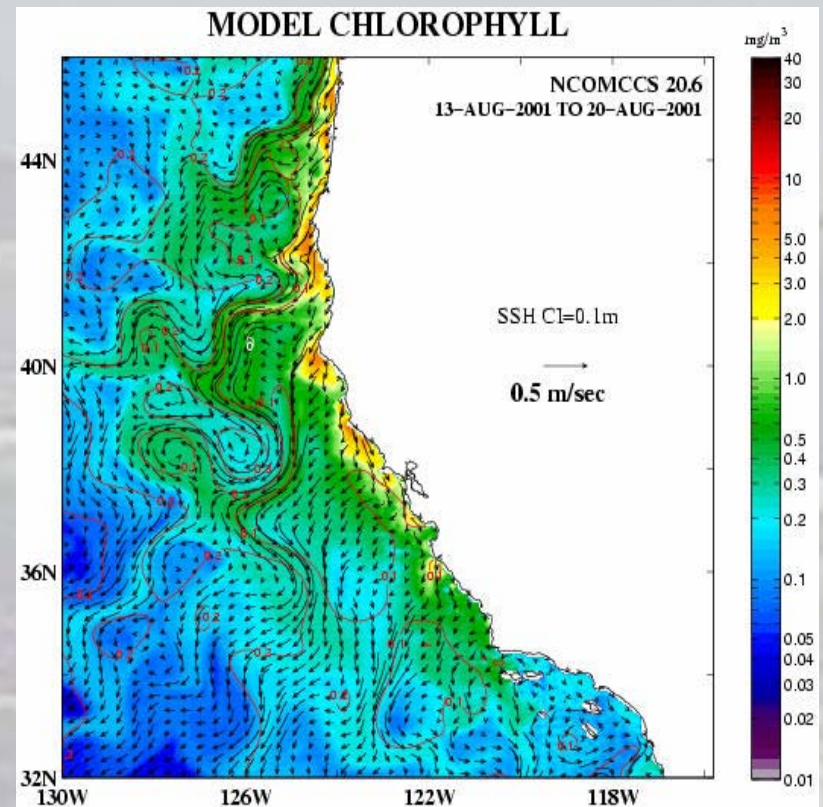 MODEL CHLOROPHYLL
mg/m³
NCOMCCS 20.6
13-AUG-2001 TO 20-AUG-2001
SSH CI=0.1m
0.5 m/sec
44N
40N
36N
32N
130W
126W
122W
118W
40
30
20
10
5.0
4.0
3.0
2.0
1.0
0.5
0.4
0.3
0.2
0.1
0.05
0.04
0.03
0.02
0.01